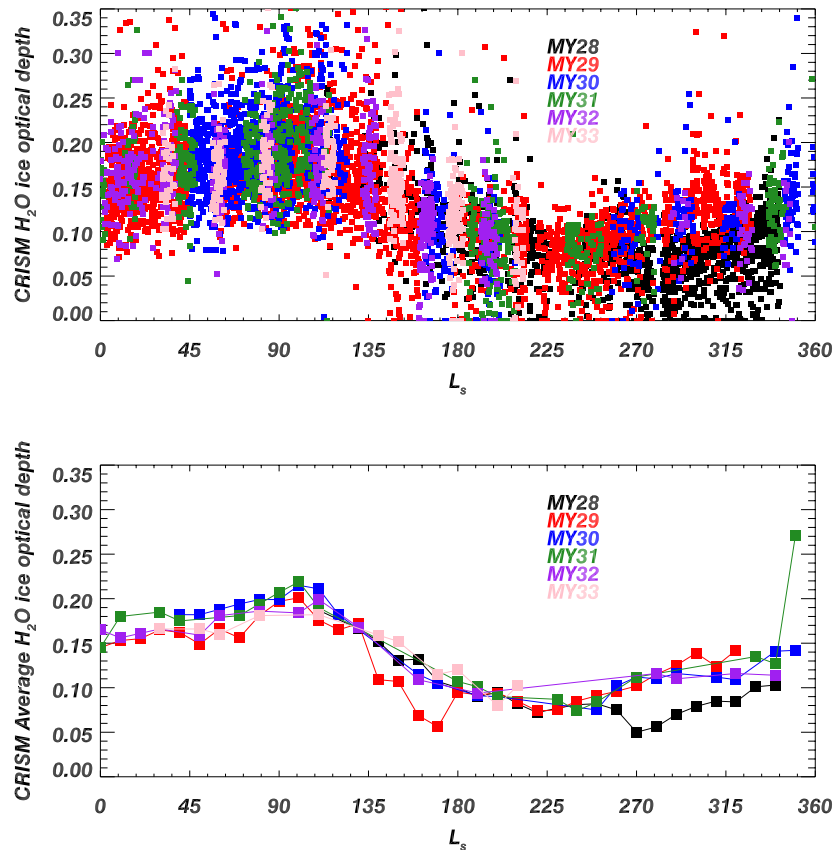 CRISM H2O ice optical depth
0.35
0.30
0.25
0.20
0.15
0.10
0.05
0.00
MY28
MY29
MY30
MY31
MY32
MY33
0 45 90 135 180 225 270 315 360
Ls
CRISM Average H2O ice optical depth
0.35
0.30
0.25
0.20
0.15
0.10
0.05
0.00
MY28
MY29
MY30
MY31
MY32
MY33
0 45 90 135 180 225 270 315 360
Ls